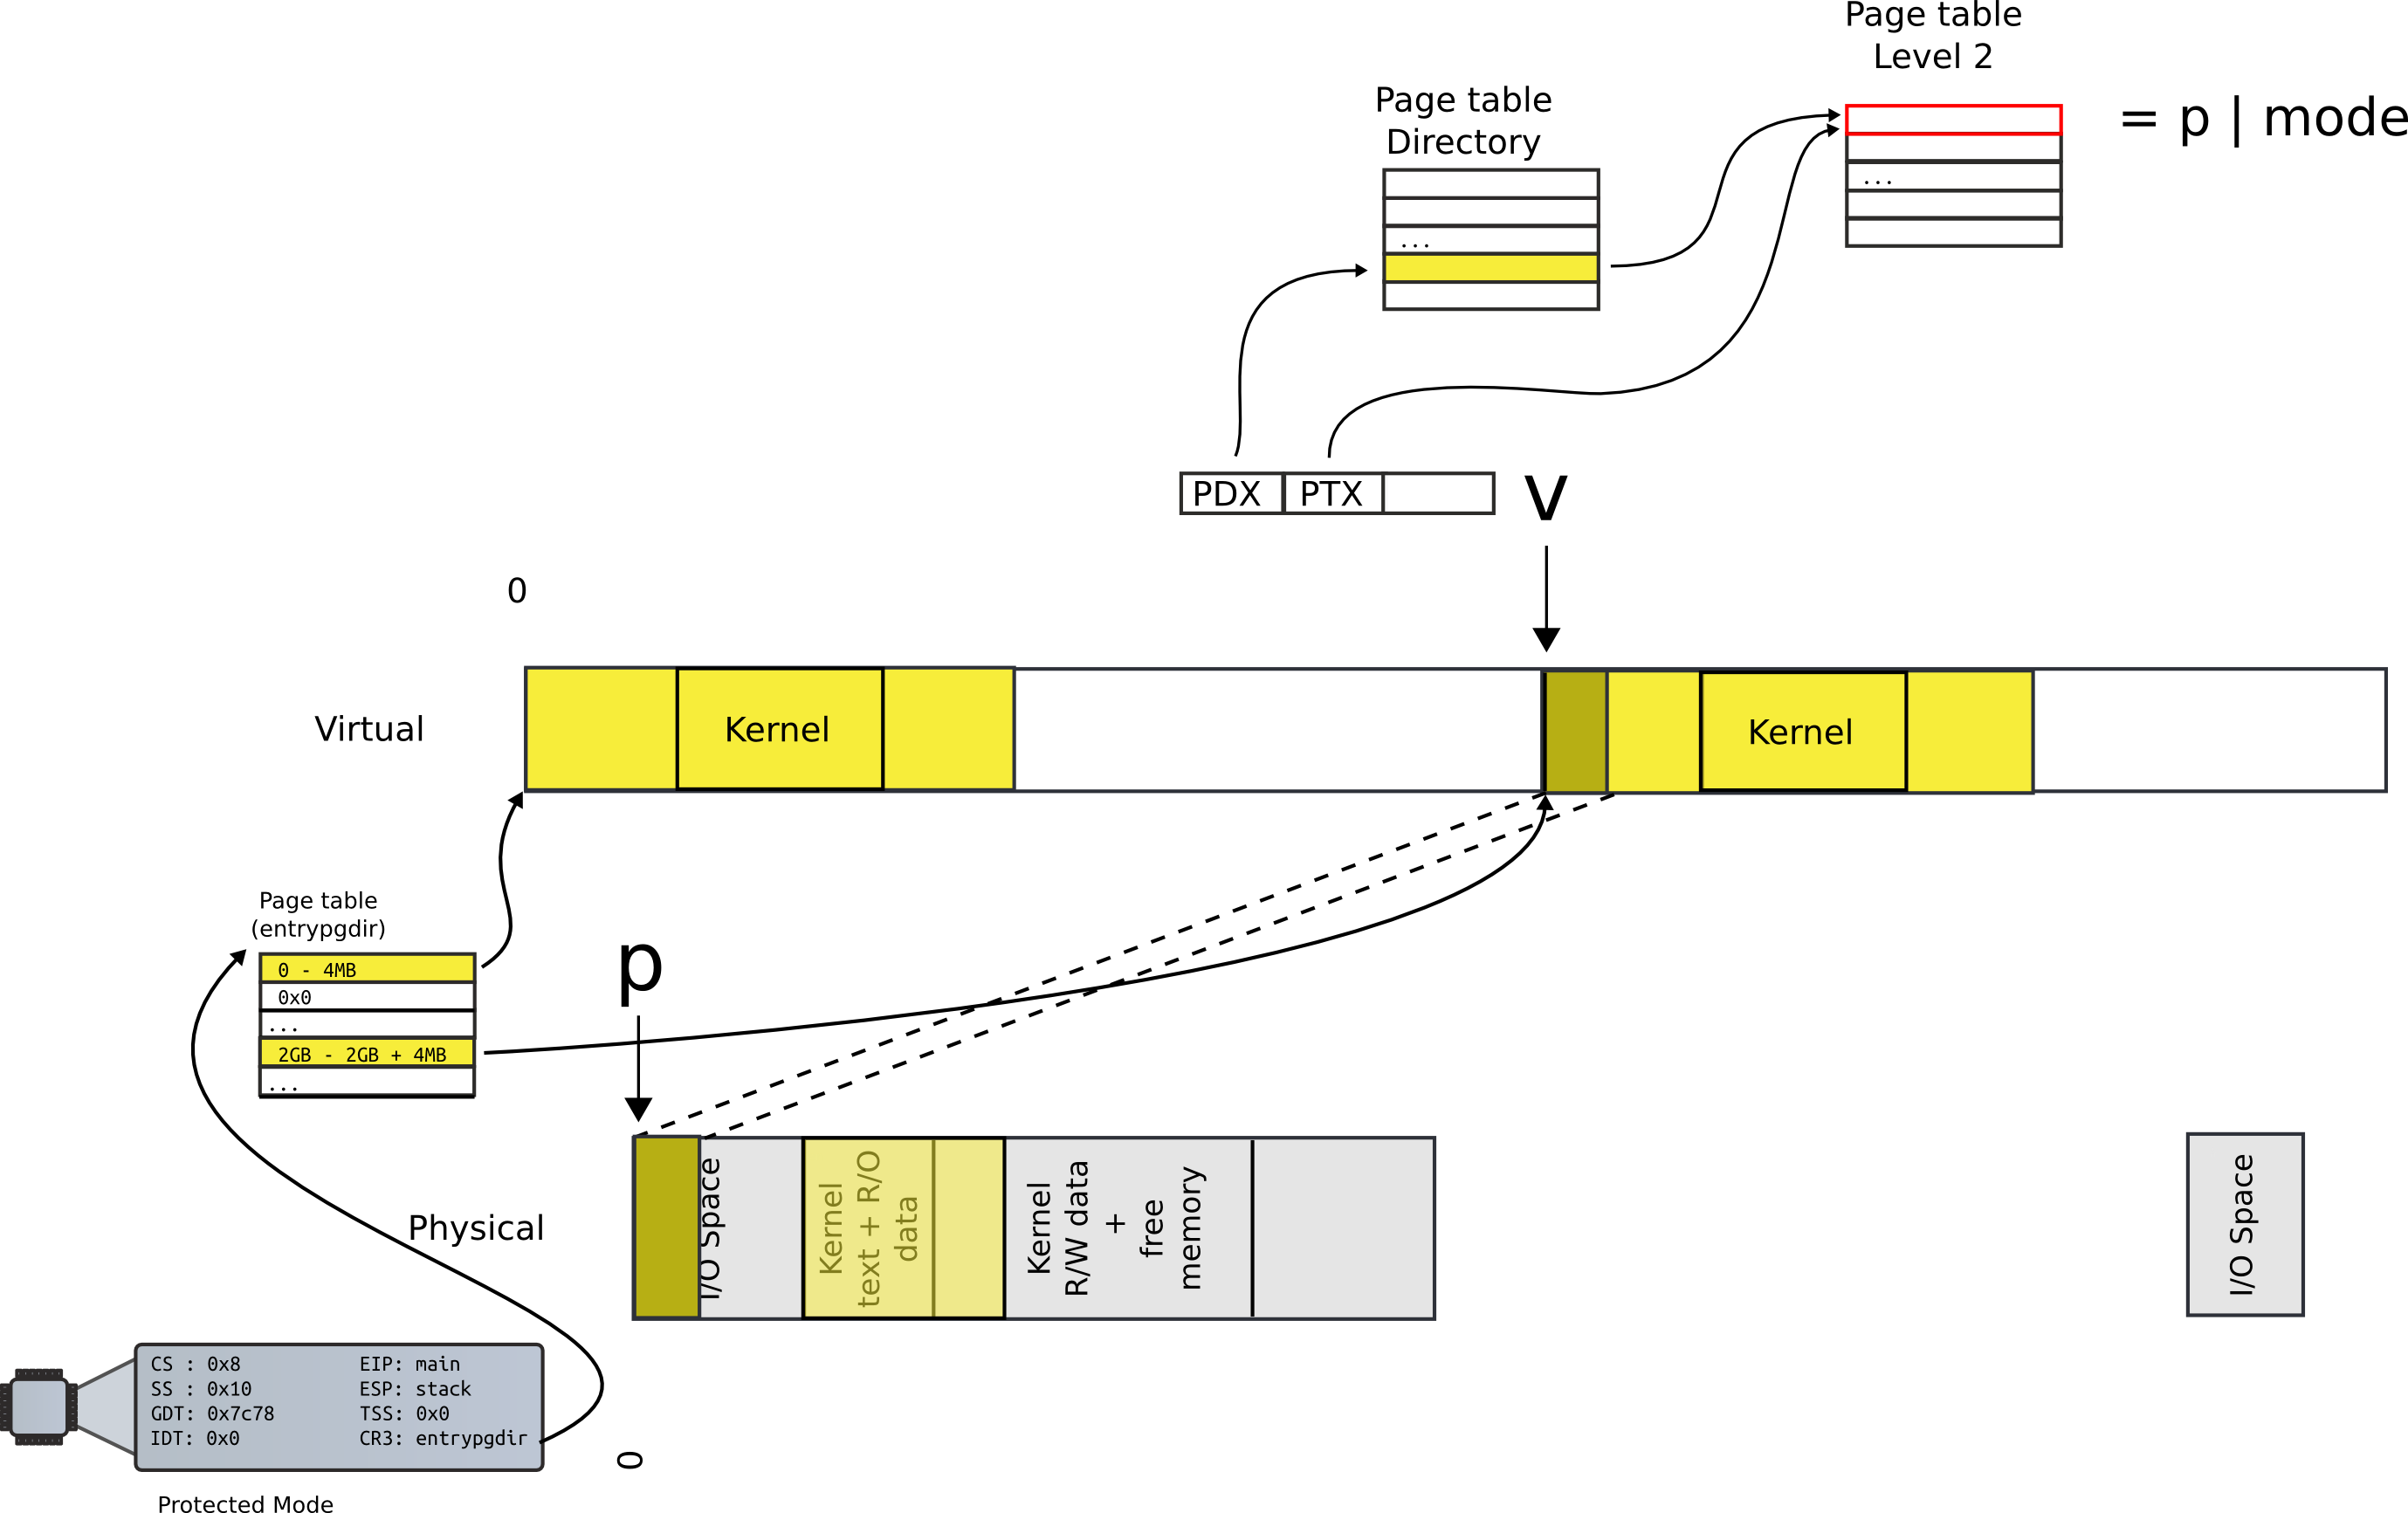 Page table
Level 2
= p | mode
Page table
Directory
...
...
PDX
PTX
v
0
Virtual
Kernel
Kernel
Page table
(entrypgdir)
0 - 4MB
0x0
...
2GB - 2GB + 4MB
...
p
Physical
I/O Space
Kernel
text + R/O
data
Kernel
R/W data
+
free
memory
I/O Space
CS : 0x8
SS : 0x10
GDT: 0x7c78
IDT: 0x0
EIP: main
ESP: stack
TSS: 0x0
CR3: entrypgdir
0
Protected Mode